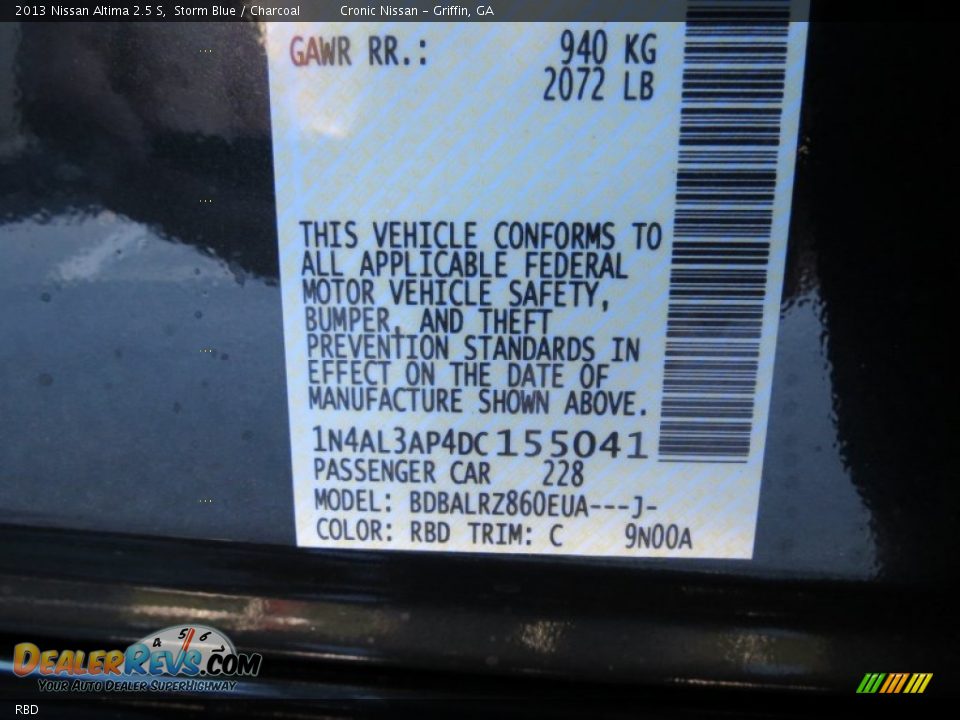 2013 Nissan Altima 2.5 S, Storm Blue / Charcoal Cronic Nissan - Griffin, GA
GAWR RR.: 940 KG
2072 LB
THIS VEHICLE CONFORMS TO
ALL APPLICABLE FEDERAL
MOTOR VEHICLE SAFETY,
BUMPER, AND THEFT
PREVENTION STANDARDS IN
EFFECT ON THE DATE OF
MANUFACTURE SHOWN ABOVE.
1N4AL3AP4DC155041
PASSENGER CAR 228
MODEL: BDBALRZ860EUA---J-
COLOR: RBD TRIM: C 9N00A
4 5 6
DEALERREVS.COM
YOUR AUTO DEALER SUPERHIGHWAY
RBD